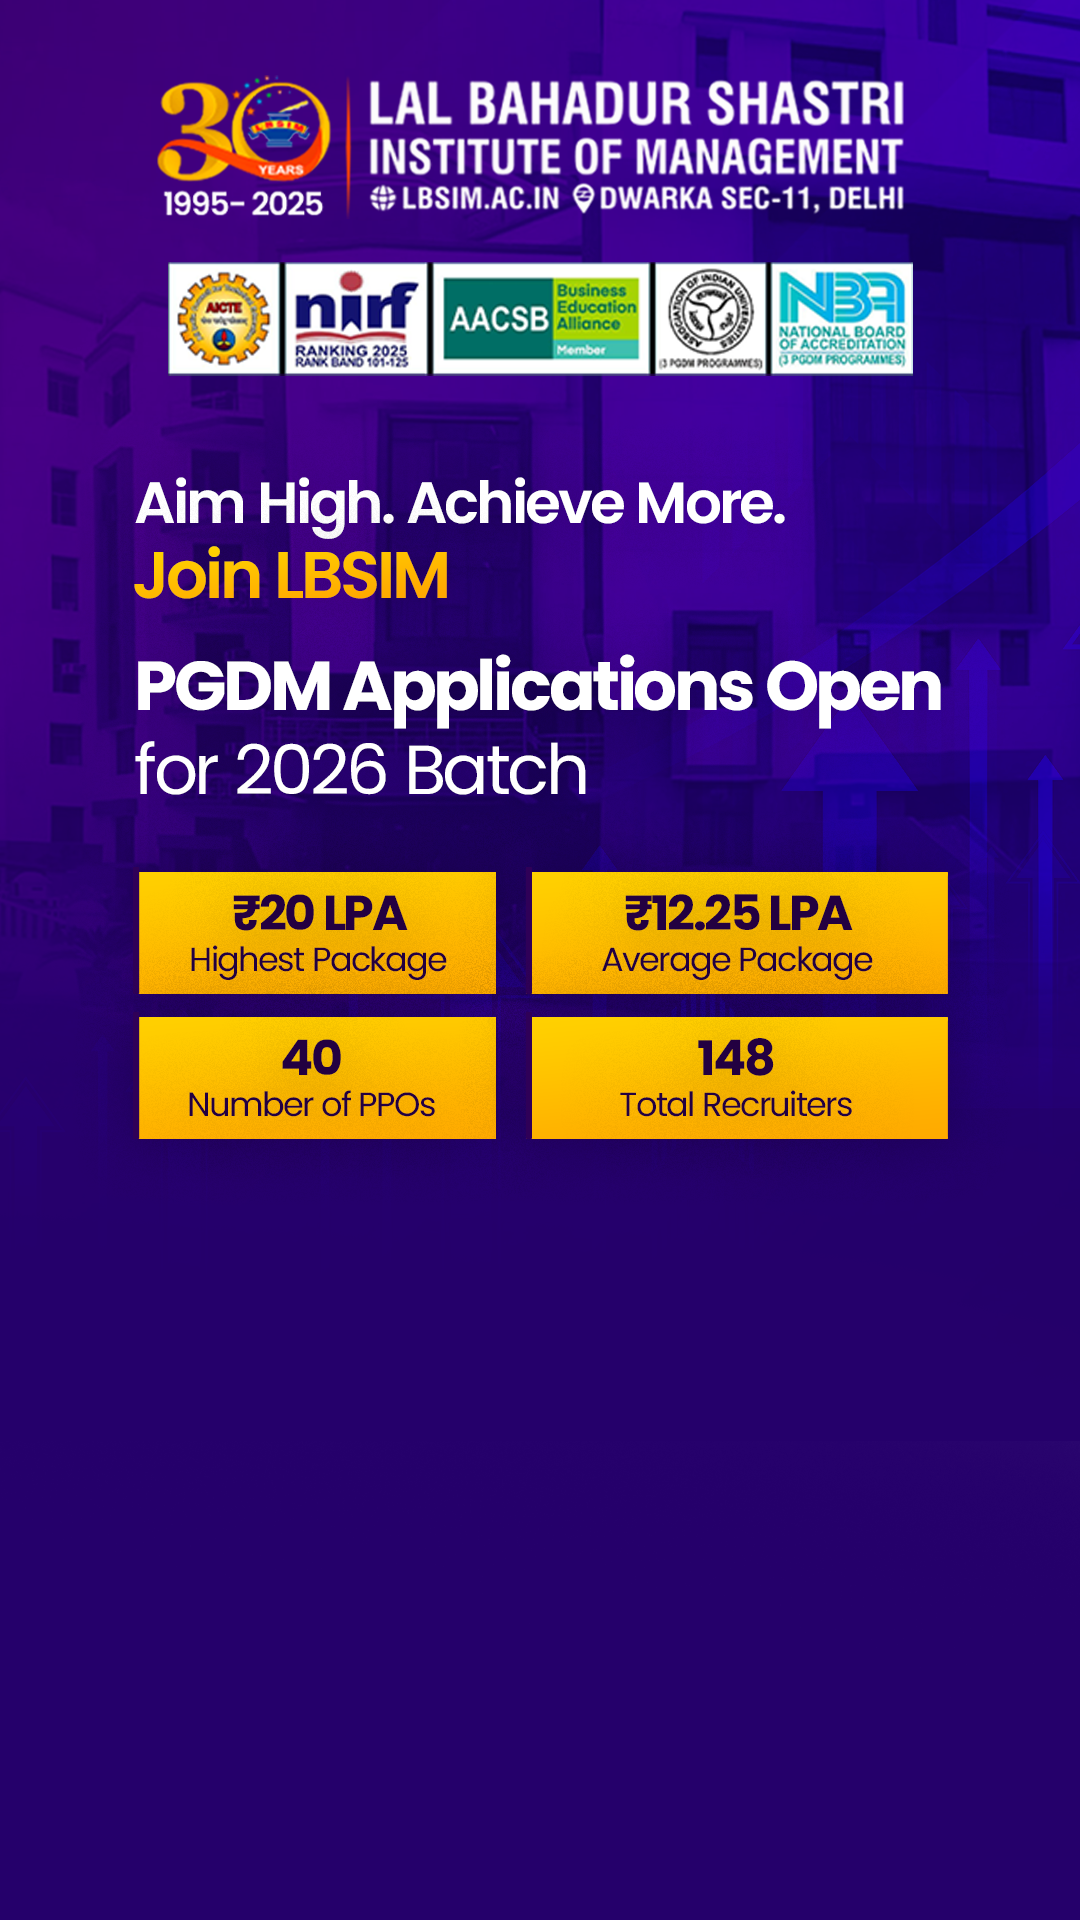 30
LBSIM
YEARS
1995- 2025
LAL BAHADUR SHASTRI
INSTITUTE OF MANAGEMENT
LBSIM.AC.IN DWARKA SEC-11, DELHI
AICTE
nirf
RANKING 2025
RANK BAND 101-125
AACSB
Business
Education
Alliance
Member
ASSOCIATION OF INDIAN UNIVERSITIES
(3 PGDM PROGRAMMES)
NBA
NATIONAL BOARD
OF ACCREDITATION
(3 PGDM PROGRAMMES)
Aim High. Achieve More.
Join LBSIM
PGDM Applications Open
for 2026 Batch
₹20 LPA
Highest Package
₹12.25 LPA
Average Package
40
Number of PPOs
148
Total Recruiters